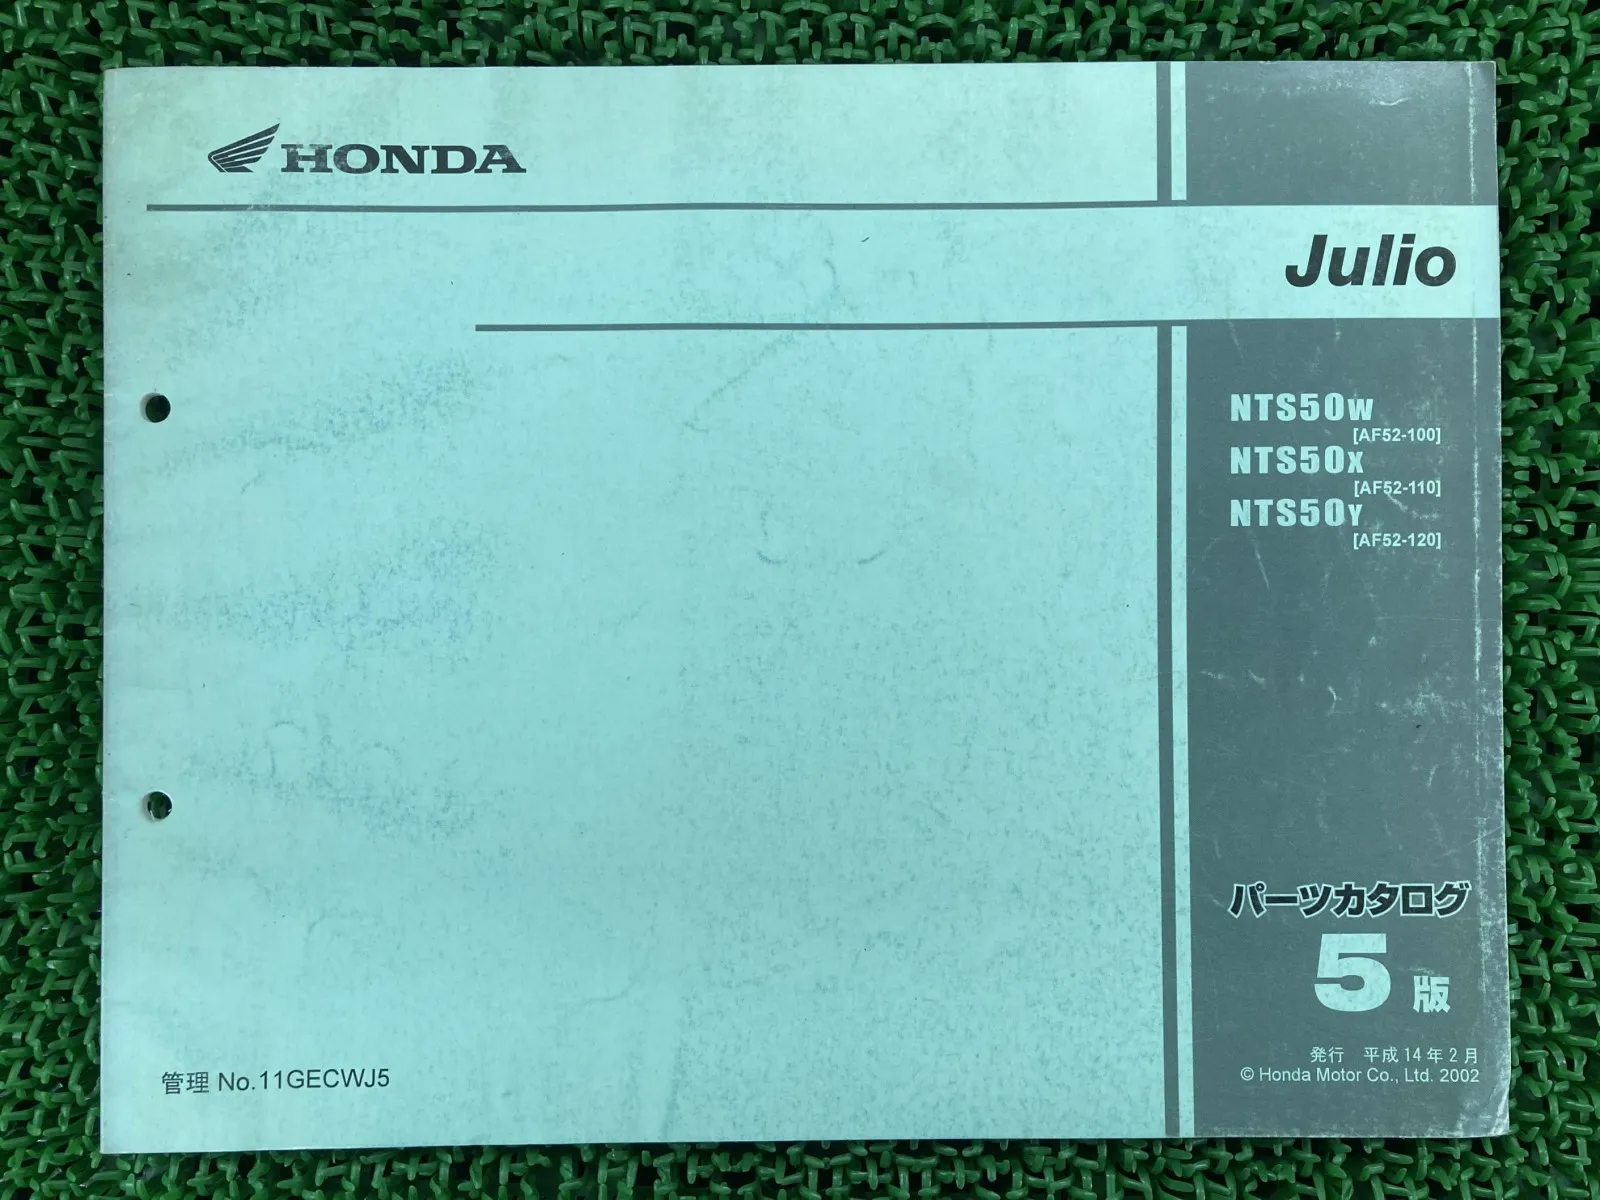 HONDA
Julio
NTS50W
[AF52-100]
NTS50X
[AF52-110]
NTS50Y
[AF52-120]
パーツカタログ
5 版
発行 平成14年2月
© Honda Motor Co., Ltd. 2002
管理 No.11GECWJ5